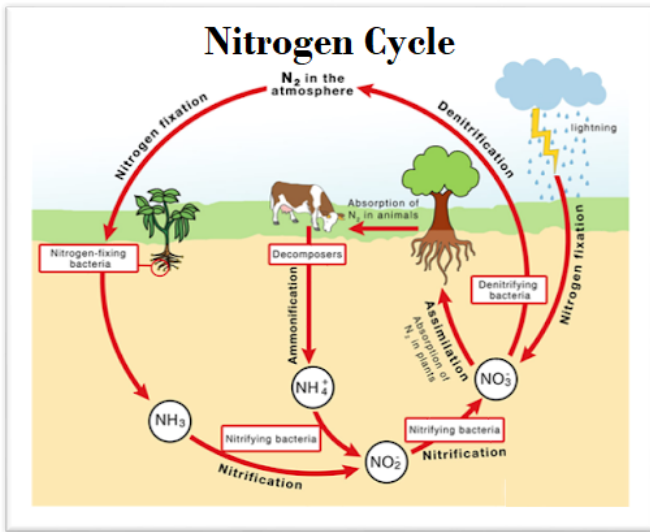 Nitrogen Cycle
N₂ in the
atmosphere
Nitrogen fixation
Denitrification
lightning
Absorption of
N₂ in animals
Nitrogen-fixing
bacteria
Decomposers
Denitrifying
bacteria
Nitrogen fixation
Ammonification
Assimilation
Absorption of
N₂ in plants
NH₄⁺
NO₃⁻
NH₃
Nitrifying bacteria
Nitrifying bacteria
NO₂⁻
Nitrification
Nitrification